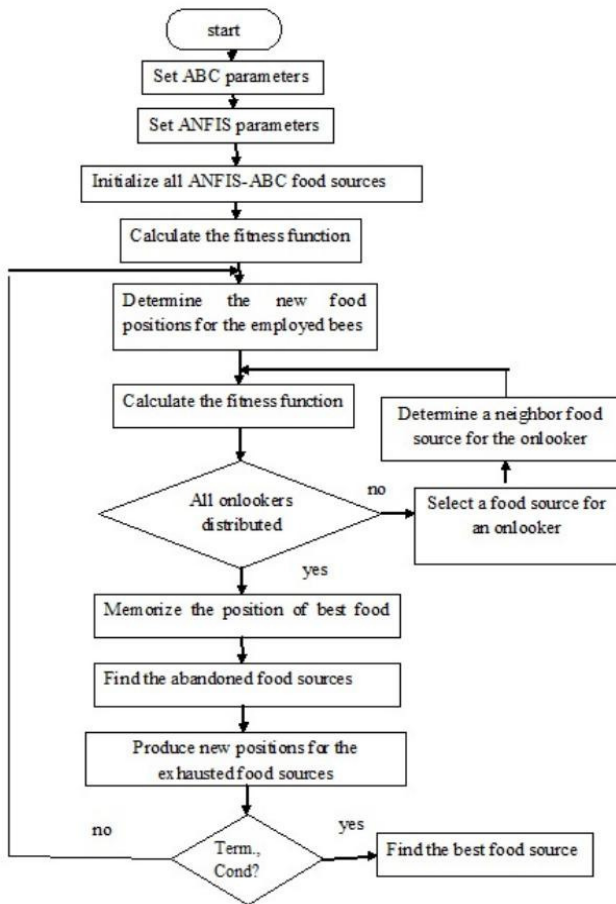 start
Set ABC parameters
Set ANFIS parameters
Initialize all ANFIS-ABC food sources
Calculate the fitness function
Determine the new food
positions for the employed bees
Calculate the fitness function
Determine a neighbor food
source for the onlooker
All onlookers
distributed
no
Select a food source for
an onlooker
yes
Memorize the position of best food
Find the abandoned food sources
Produce new positions for the
exhausted food sources
no
Term.,
Cond?
yes
Find the best food source